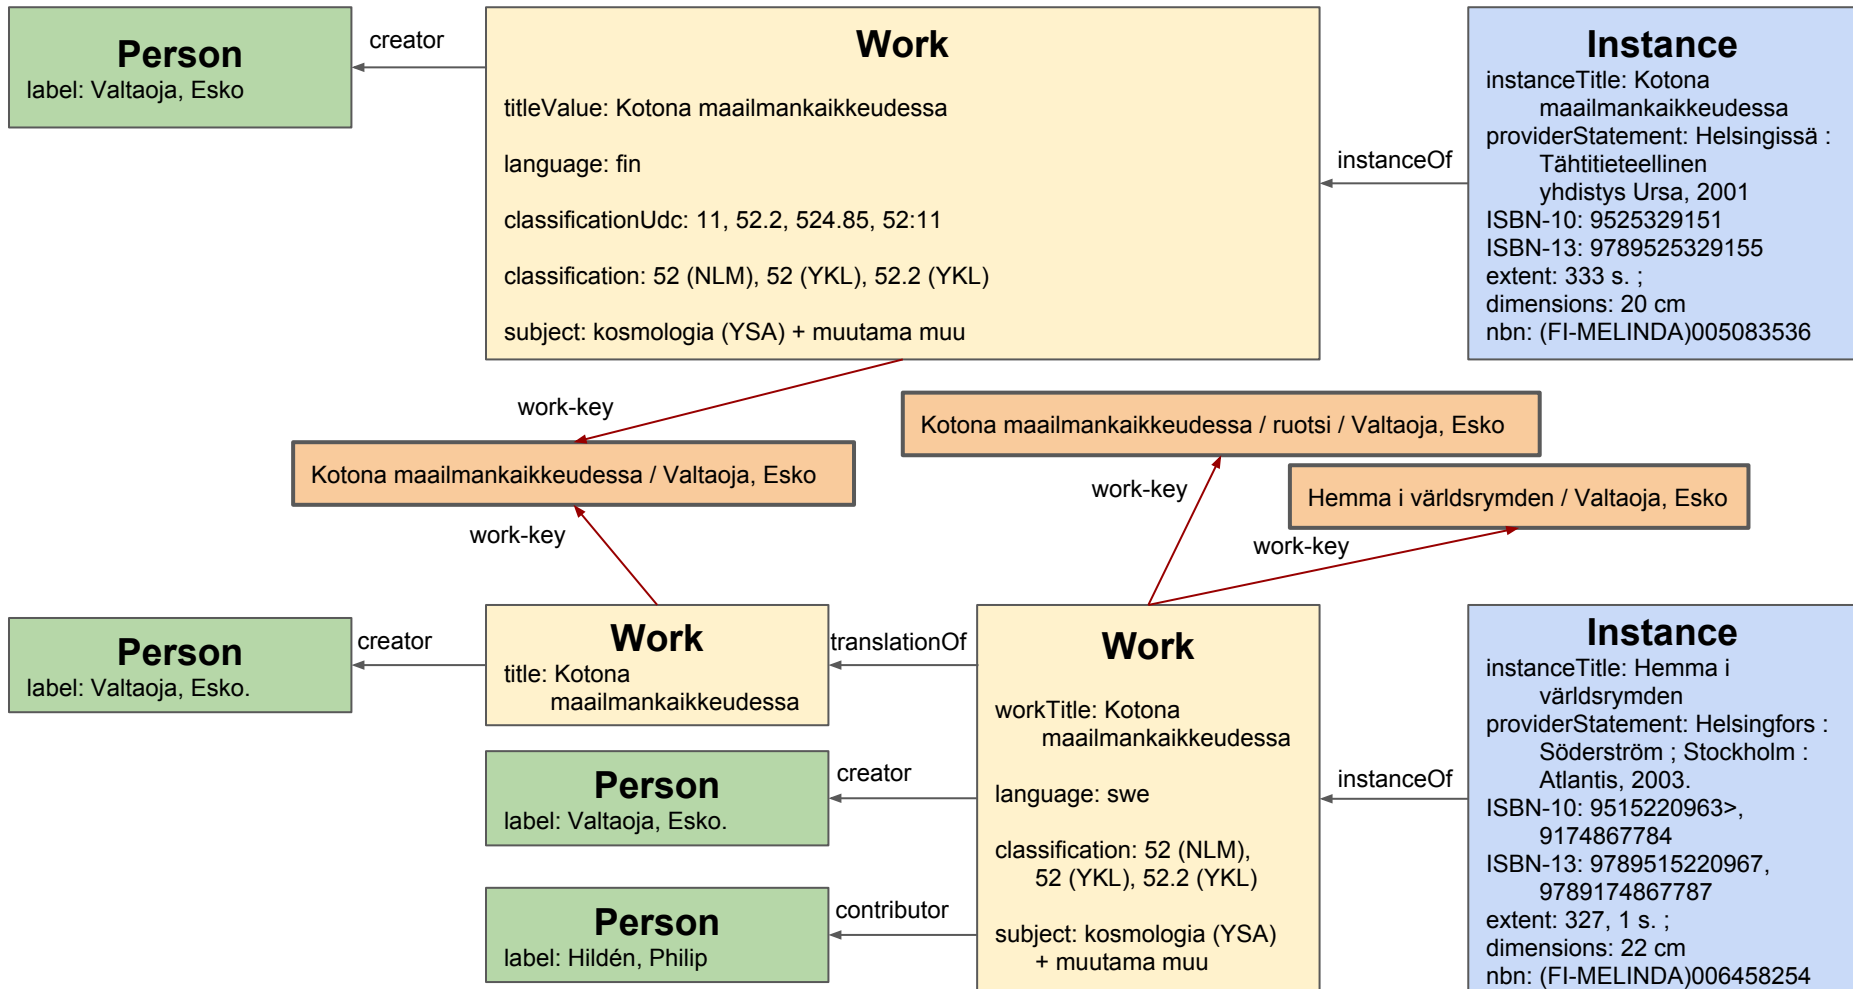 Person
label: Valtaoja, Esko
creator
Work
titleValue: Kotona maailmankaikkeudessa
language: fin
classificationUdc: 11, 52.2, 524.85, 52:11
classification: 52 (NLM), 52 (YKL), 52.2 (YKL)
subject: kosmologia (YSA) + muutama muu
instanceOf
Instance
instanceTitle: Kotona
maailmankaikkeudessa
providerStatement: Helsingissä :
Tähtitieteellinen
yhdistys Ursa, 2001
ISBN-10: 9525329151
ISBN-13: 9789525329155
extent: 333 s. ;
dimensions: 20 cm
nbn: (FI-MELINDA)005083536
work-key
Kotona maailmankaikkeudessa / Valtaoja, Esko
work-key
Kotona maailmankaikkeudessa / ruotsi / Valtaoja, Esko
work-key
Hemma i världsrymden / Valtaoja, Esko
work-key
Person
label: Valtaoja, Esko.
creator
Work
title: Kotona
maailmankaikkeudessa
translationOf
Person
label: Valtaoja, Esko.
creator
Person
label: Hildén, Philip
contributor
Work
workTitle: Kotona
maailmankaikkeudessa
language: swe
classification: 52 (NLM),
52 (YKL), 52.2 (YKL)
subject: kosmologia (YSA)
+ muutama muu
instanceOf
Instance
instanceTitle: Hemma i
världsrymden
providerStatement: Helsingfors :
Söderström ; Stockholm :
Atlantis, 2003.
ISBN-10: 9515220963>,
9174867784
ISBN-13: 9789515220967,
9789174867787
extent: 327, 1 s. ;
dimensions: 22 cm
nbn: (FI-MELINDA)006458254